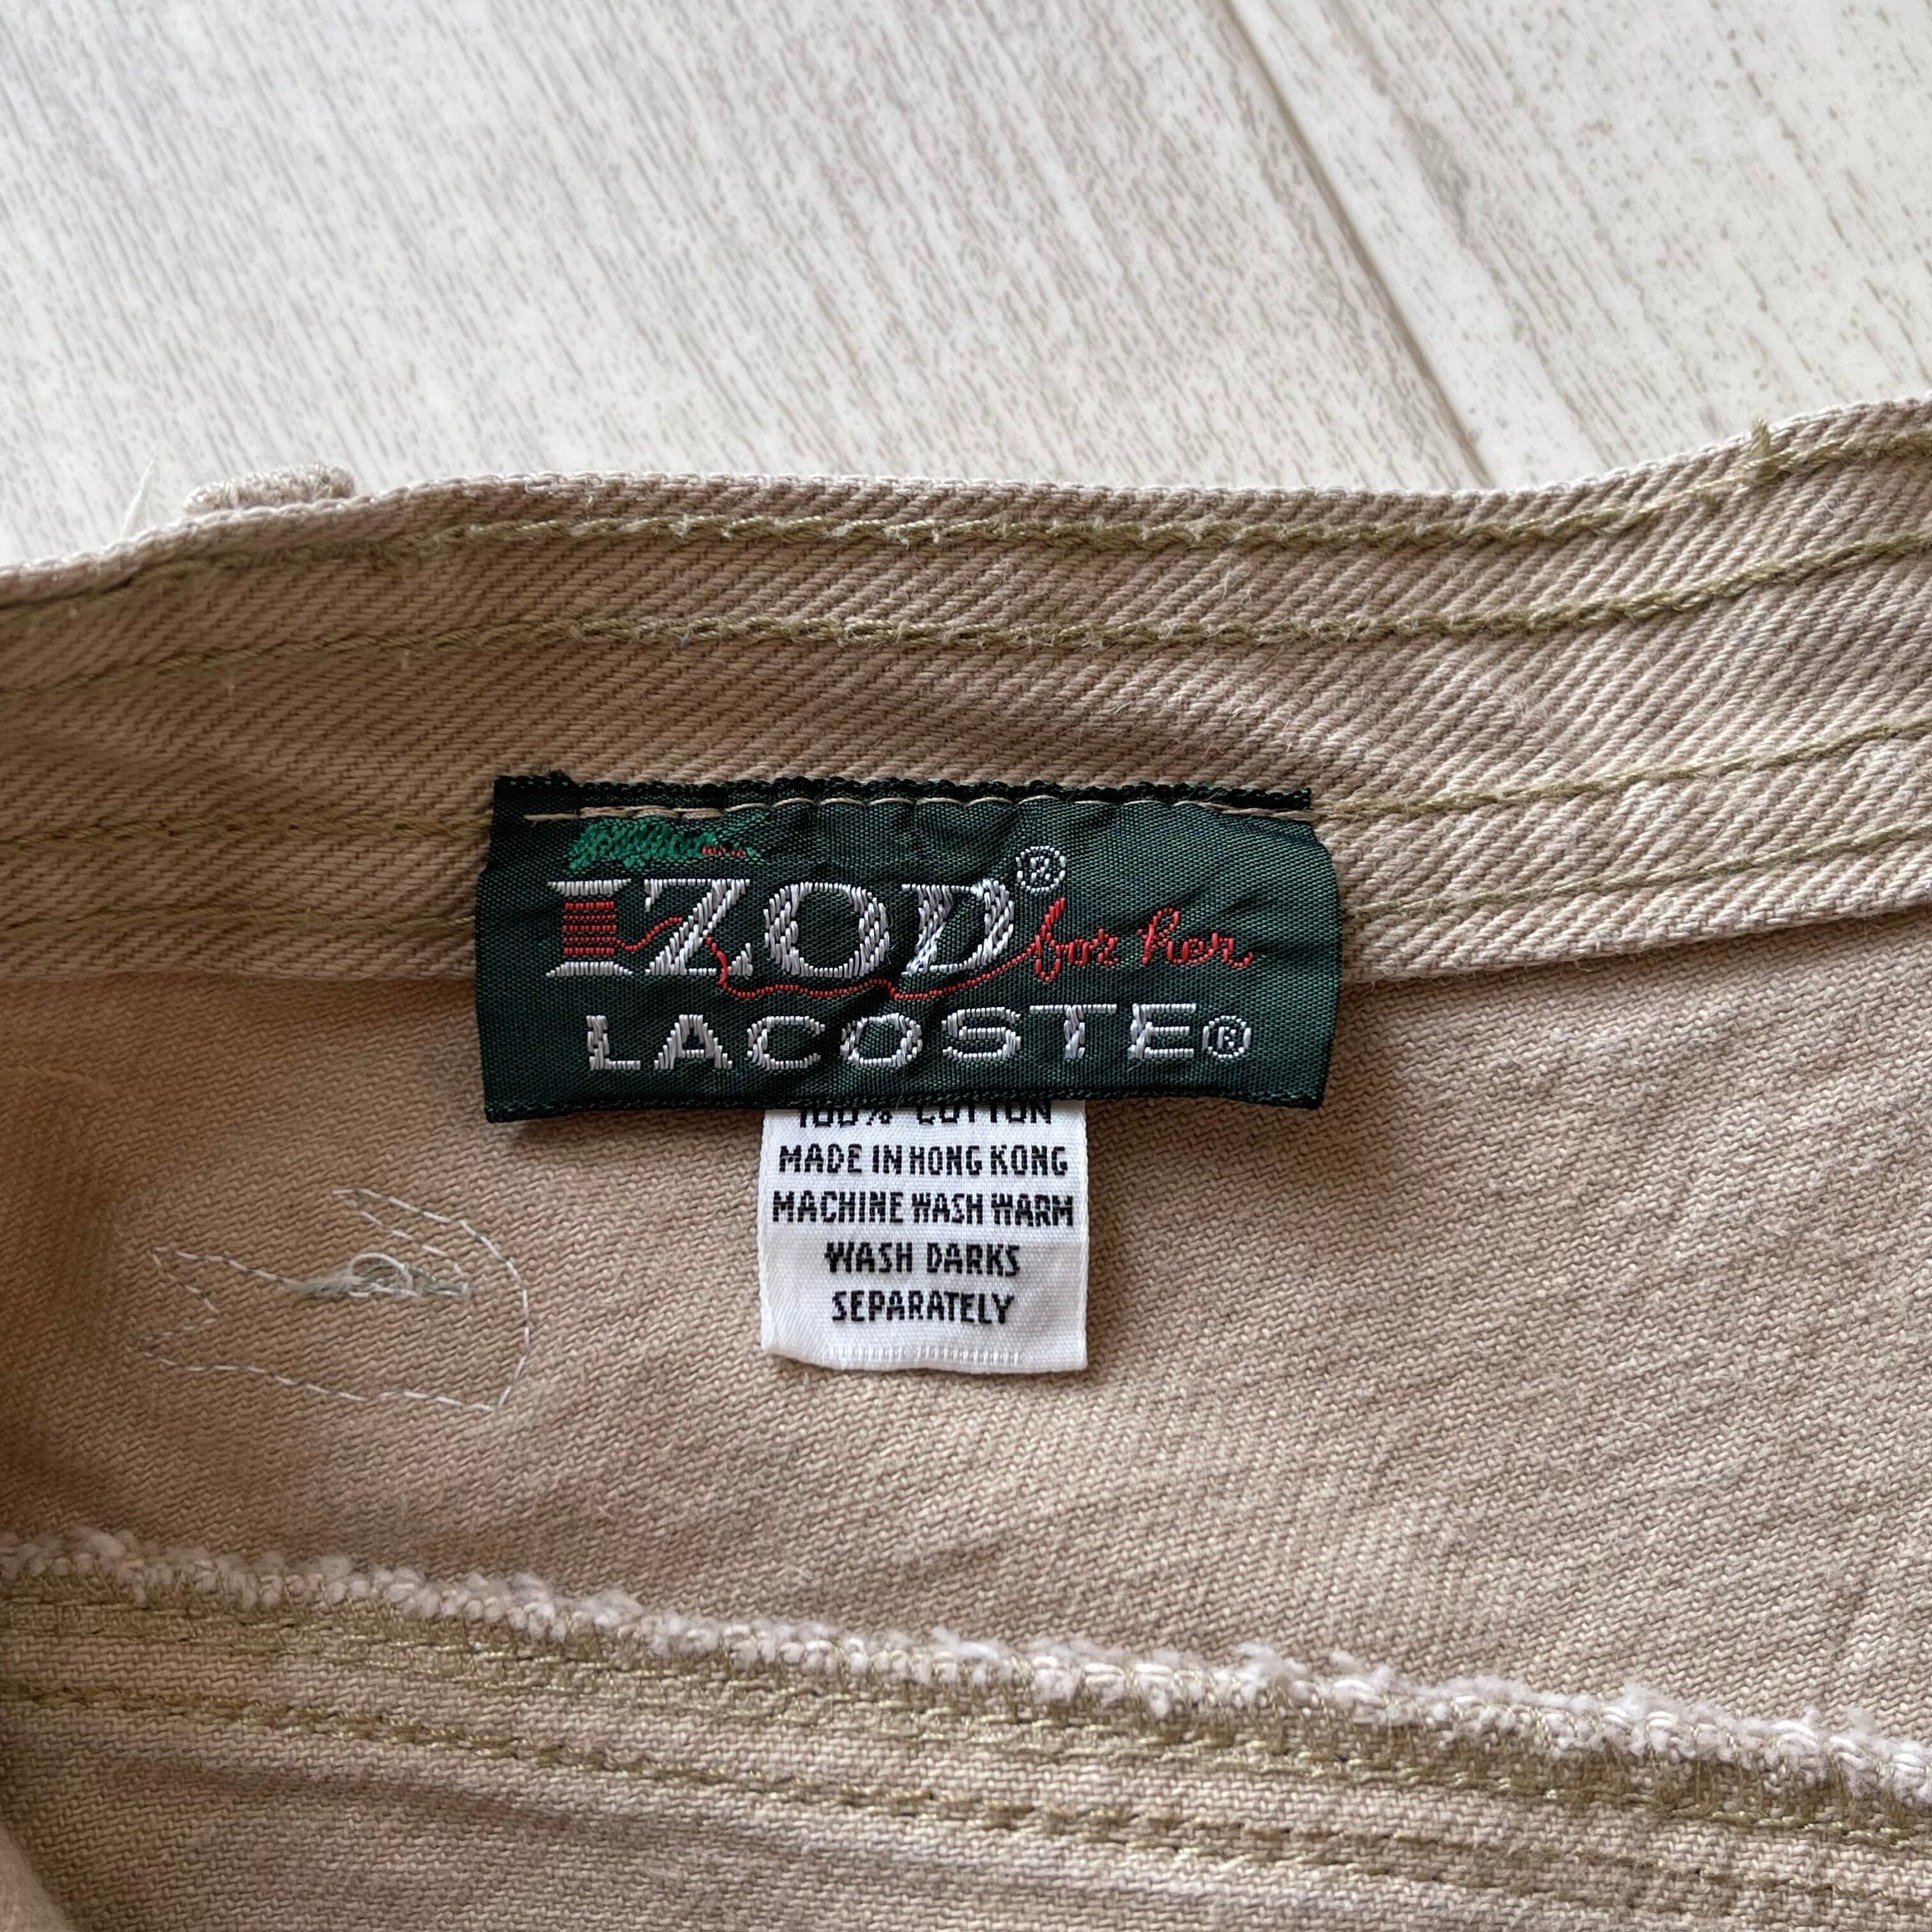 IZOD® for her
LACOSTE®
100% COTTON
MADE IN HONG KONG
MACHINE WASH WARM
WASH DARKS
SEPARATELY